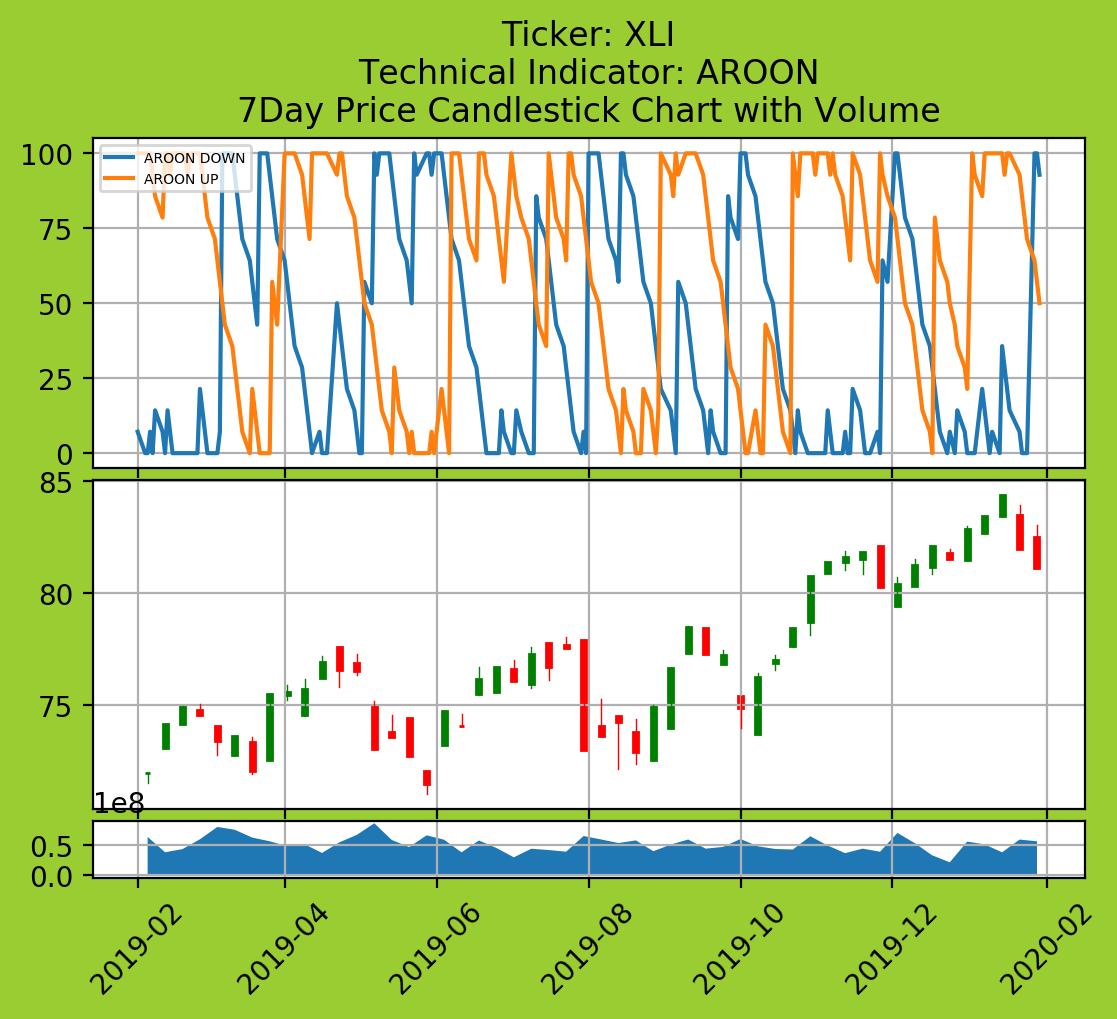 Ticker: XLI
Technical Indicator: AROON
7Day Price Candlestick Chart with Volume
100
75
50
25
0
AROON DOWN
AROON UP
85
80
75
1e8
0.5
0.0
2019-02
2019-04
2019-06
2019-08
2019-10
2019-12
2020-02